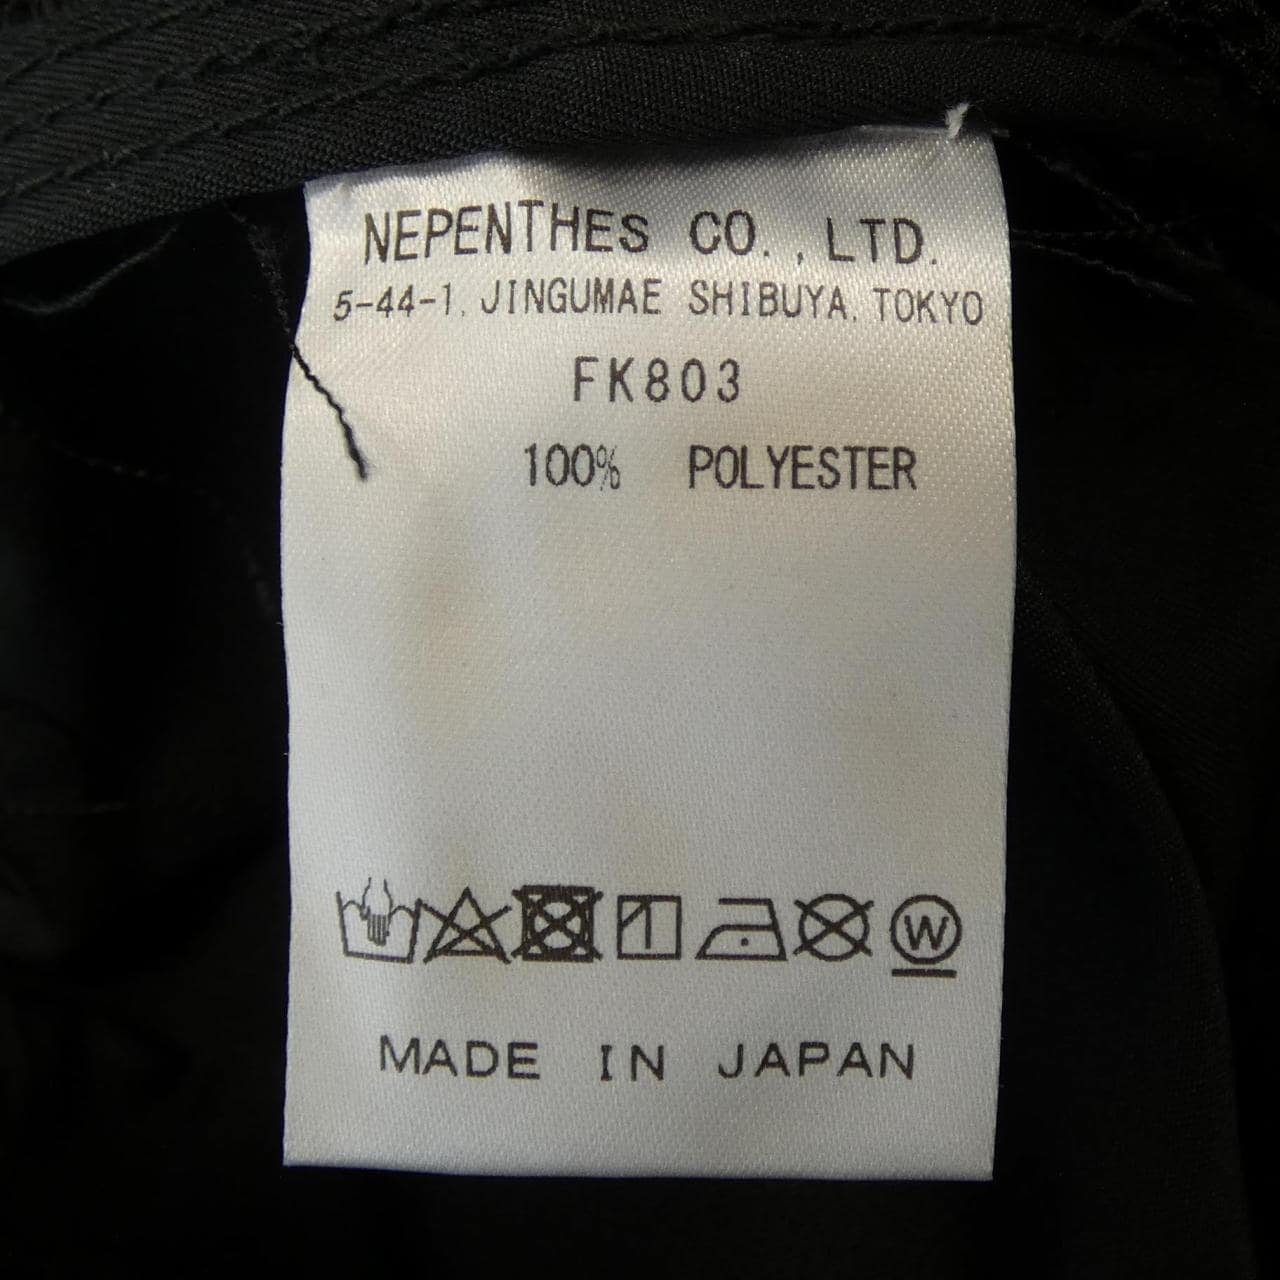 NEPENTHES CO., LTD.
5-44-1, JINGUMAE SHIBUYA, TOKYO
FK803
100% POLYESTER
W
MADE IN JAPAN